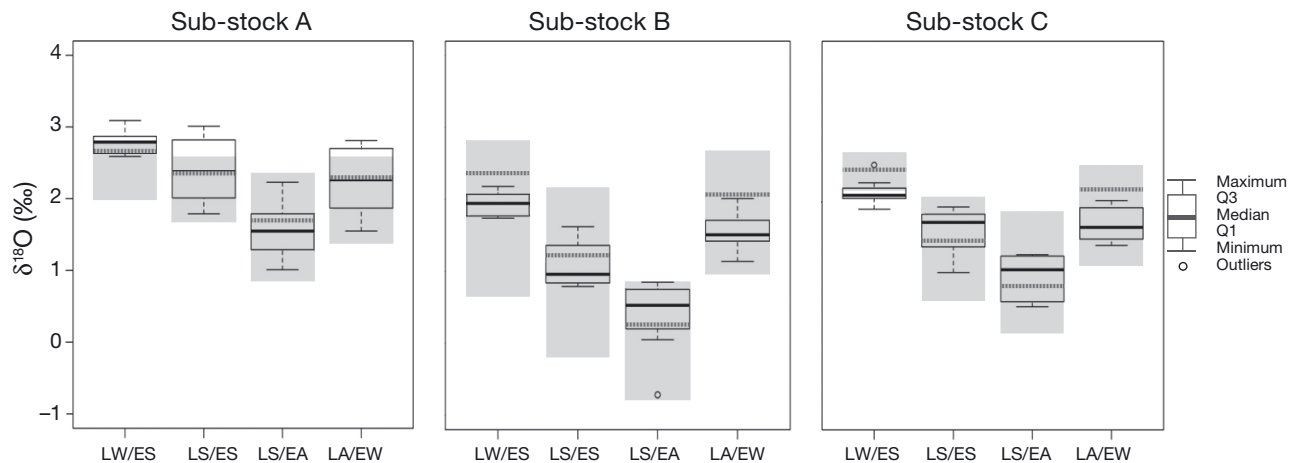 Sub-stock A
Sub-stock B
Sub-stock C
δ18O (‰)
4
3
2
1
0
–1
LW/ES
LS/ES
LS/EA
LA/EW
LW/ES
LS/ES
LS/EA
LA/EW
LW/ES
LS/ES
LS/EA
LA/EW
Maximum
Q3
Median
Q1
Minimum
Outliers